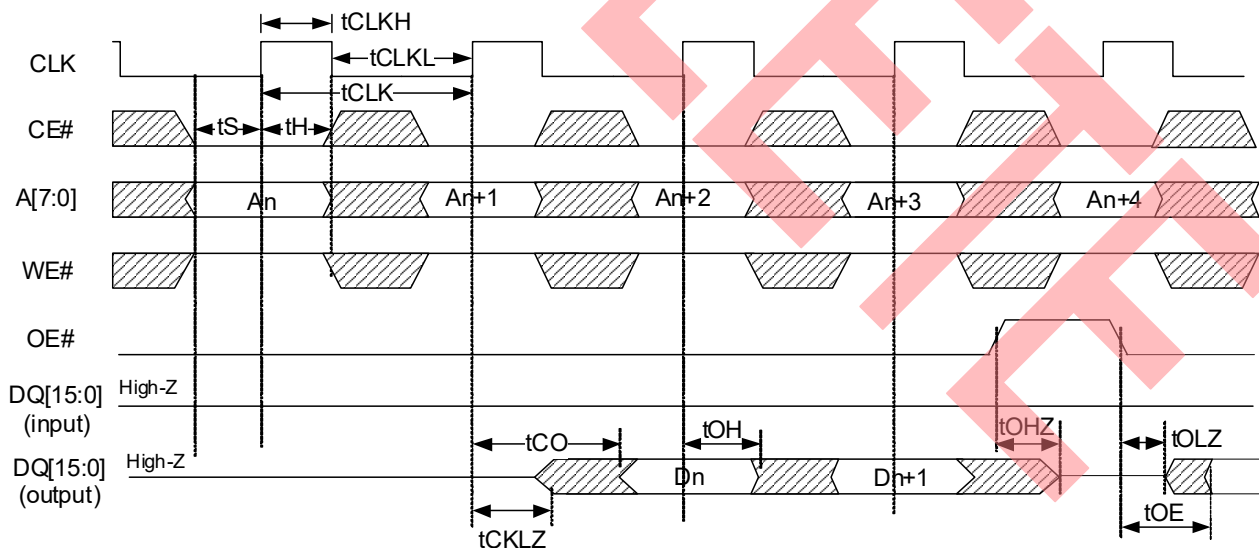 tCLKH
CLK
tCLKL
tCLK
CE#
tS
tH
A[7:0]
An
An+1
An+2
An+3
An+4
WE#
OE#
DQ[15:0]
(input)
High-Z
tCO
tOH
tOHZ
tOLZ
DQ[15:0]
(output)
High-Z
Dn
Dn+1
tCKLZ
tOE